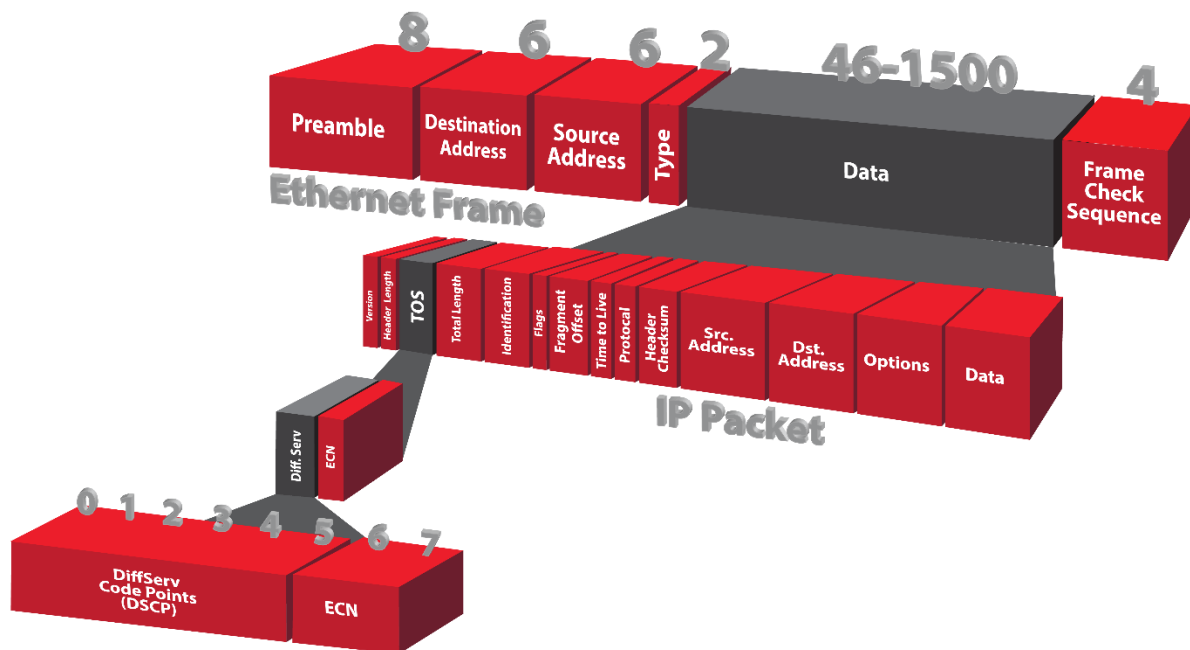 8
6
6
2
46-1500
4
Preamble
Destination
Address
Source
Address
Type
Data
Frame
Check
Sequence
Ethernet Frame
Version
Header Length
TOS
Total Length
Identification
Flags
Fragment
Offset
Time to Live
Protocal
Header
Checksum
Src.
Address
Dst.
Address
Options
Data
IP Packet
Diff. Serv
ECN
0
1
2
3
4
5
6
7
DiffServ
Code Points
(DSCP)
ECN